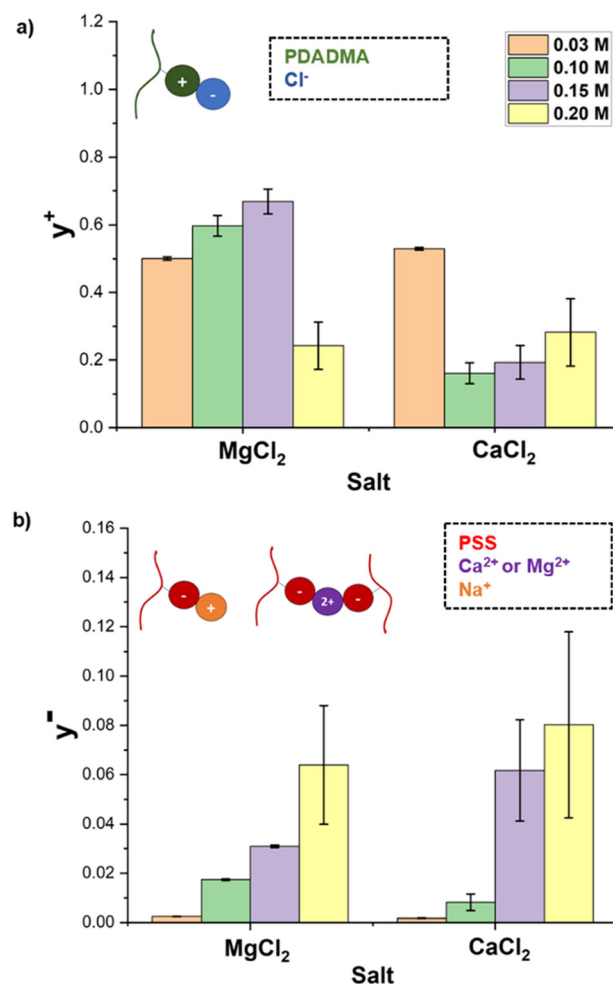 a)
1.2
1.0
0.8
0.6
0.4
0.2
0.0
y+
+
-
PDADMA
Cl-
0.03 M
0.10 M
0.15 M
0.20 M
MgCl2
CaCl2
Salt
b)
0.16
0.14
0.12
0.10
0.08
0.06
0.04
0.02
0.00
y-
-
+
-
2+
-
PSS
Ca2+ or Mg2+
Na+
MgCl2
CaCl2
Salt